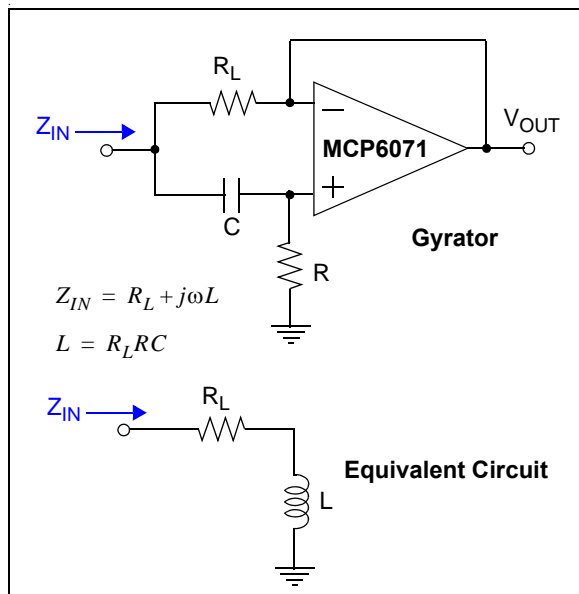 R_L
Z_IN
V_OUT
−
MCP6071
+
C
Gyrator
R
Z_IN = R_L + jωL
L = R_L RC
Z_IN
R_L
Equivalent Circuit
L